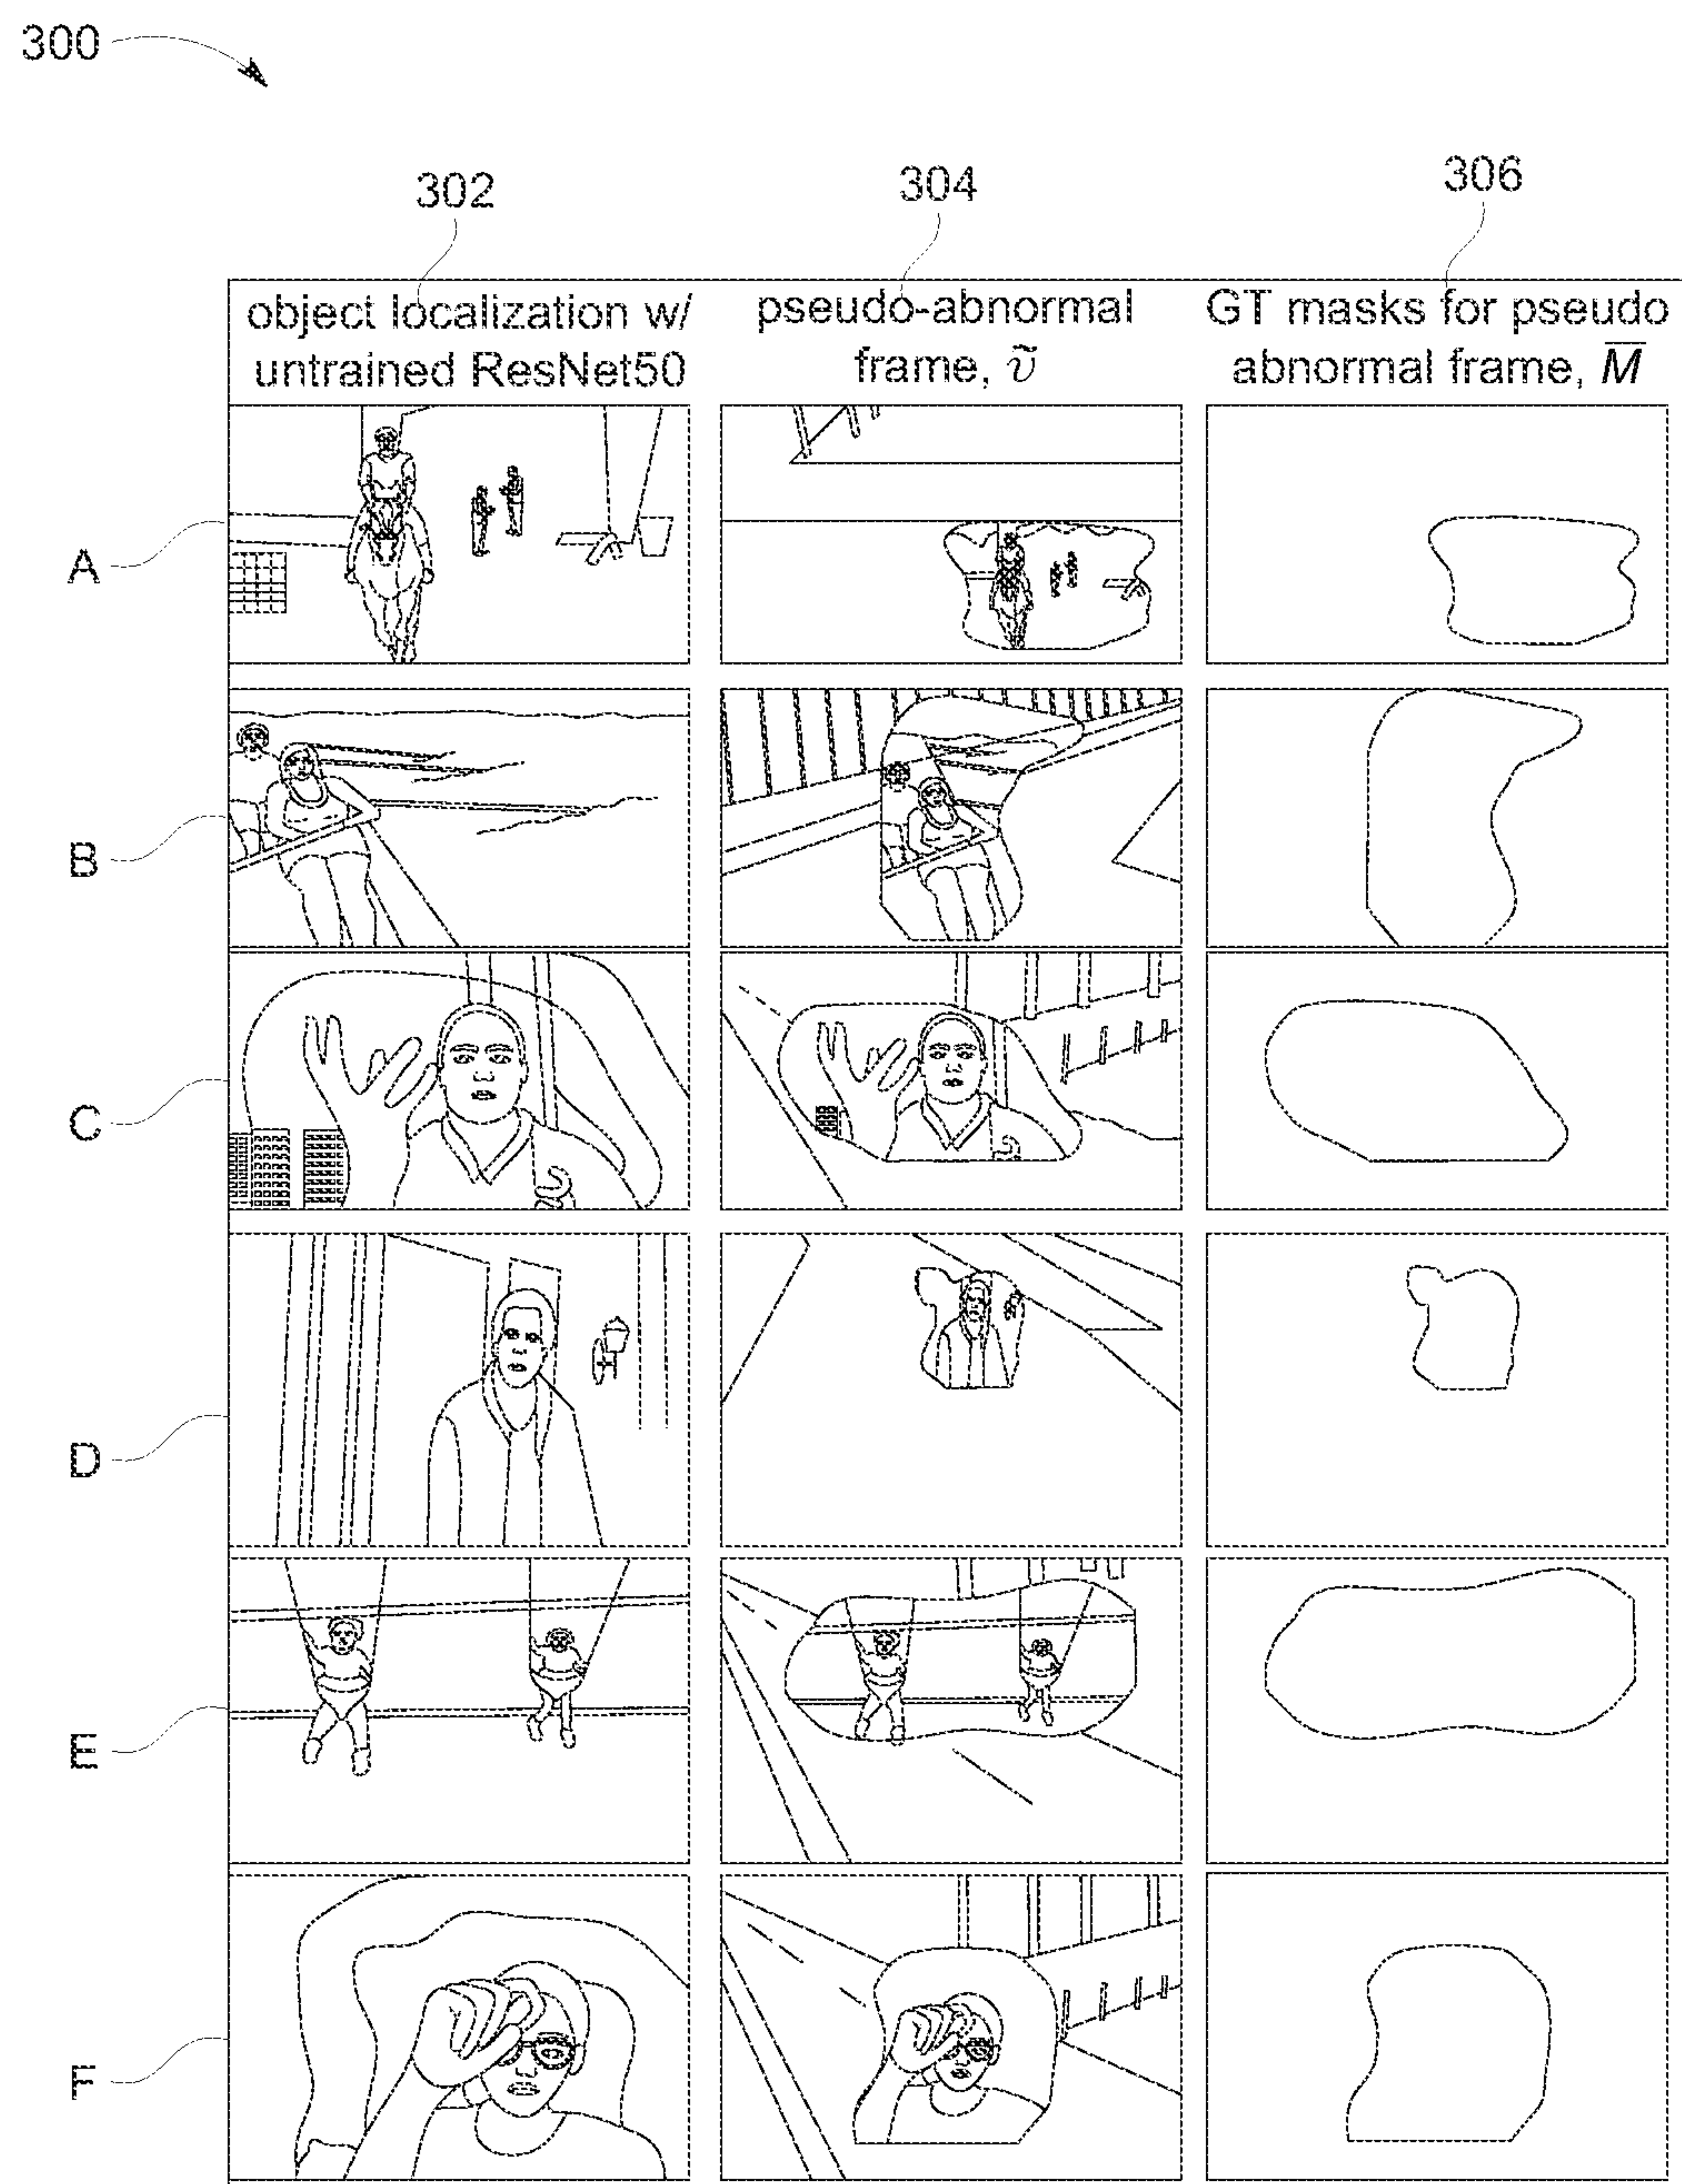 300
302
304
306
object localization w/
untrained ResNet50
pseudo-abnormal
frame, ṽ
GT masks for pseudo
abnormal frame, M̅
A
B
C
D
E
F